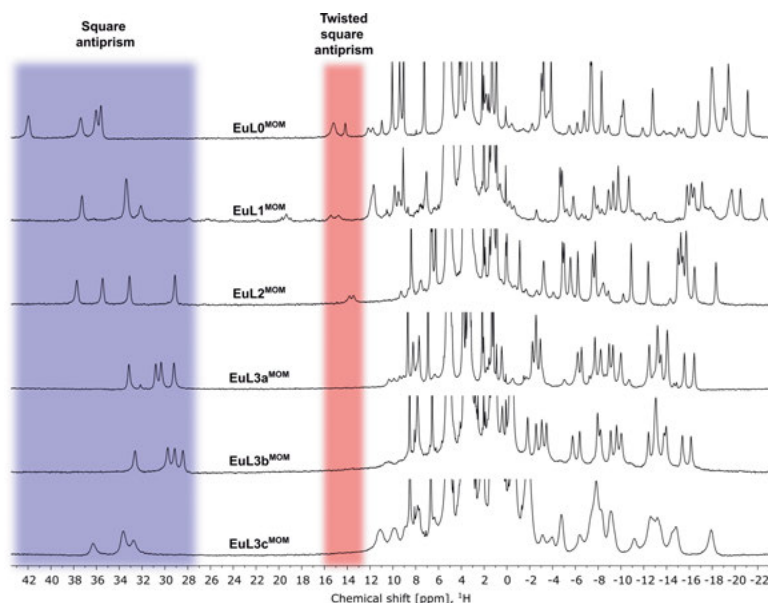 Square
antiprism
Twisted
square
antiprism
EuL0MOM
EuL1MOM
EuL2MOM
EuL3aMOM
EuL3bMOM
EuL3cMOM
42 40 38 36 34 32 30 28 26 24 22 20 18 16 14 12 10 8 6 4 2 0 -2 -4 -6 -8 -10 -12 -14 -16 -18 -20 -22
Chemical shift [ppm], ¹H